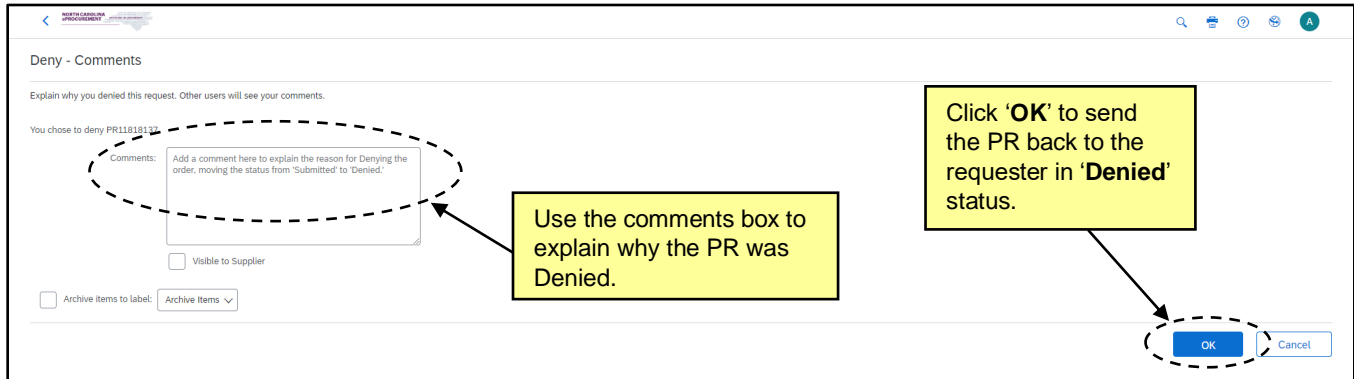 NORTH CAROLINA
ePROCUREMENT
A
Deny - Comments
Explain why you denied this request. Other users will see your comments.
You chose to deny PR11818137
Comments:
Add a comment here to explain the reason for Denying the
order, moving the status from 'Submitted' to 'Denied.'
Visible to Supplier
Archive items to label:
Archive Items
Use the comments box to
explain why the PR was
Denied.
Click ‘OK’ to send
the PR back to the
requester in ‘Denied’
status.
OK
Cancel